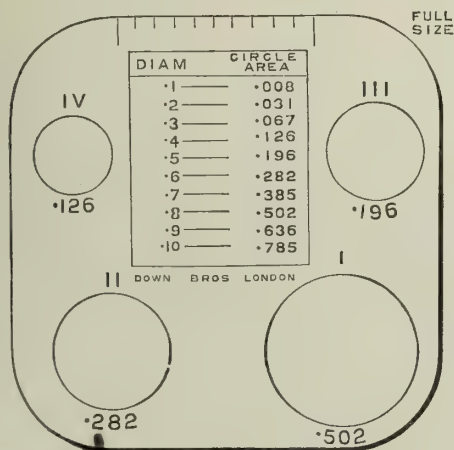 FULL
SIZE
DIAM CIRCLE
AREA
·1 —— ·008
·2 —— ·031
·3 —— ·067
·4 —— ·126
·5 —— ·196
·6 —— ·282
·7 —— ·385
·8 —— ·502
·9 —— ·636
·10 —— ·785
IV
·126
III
·196
DOWN BROS LONDON
II
·282
I
·502